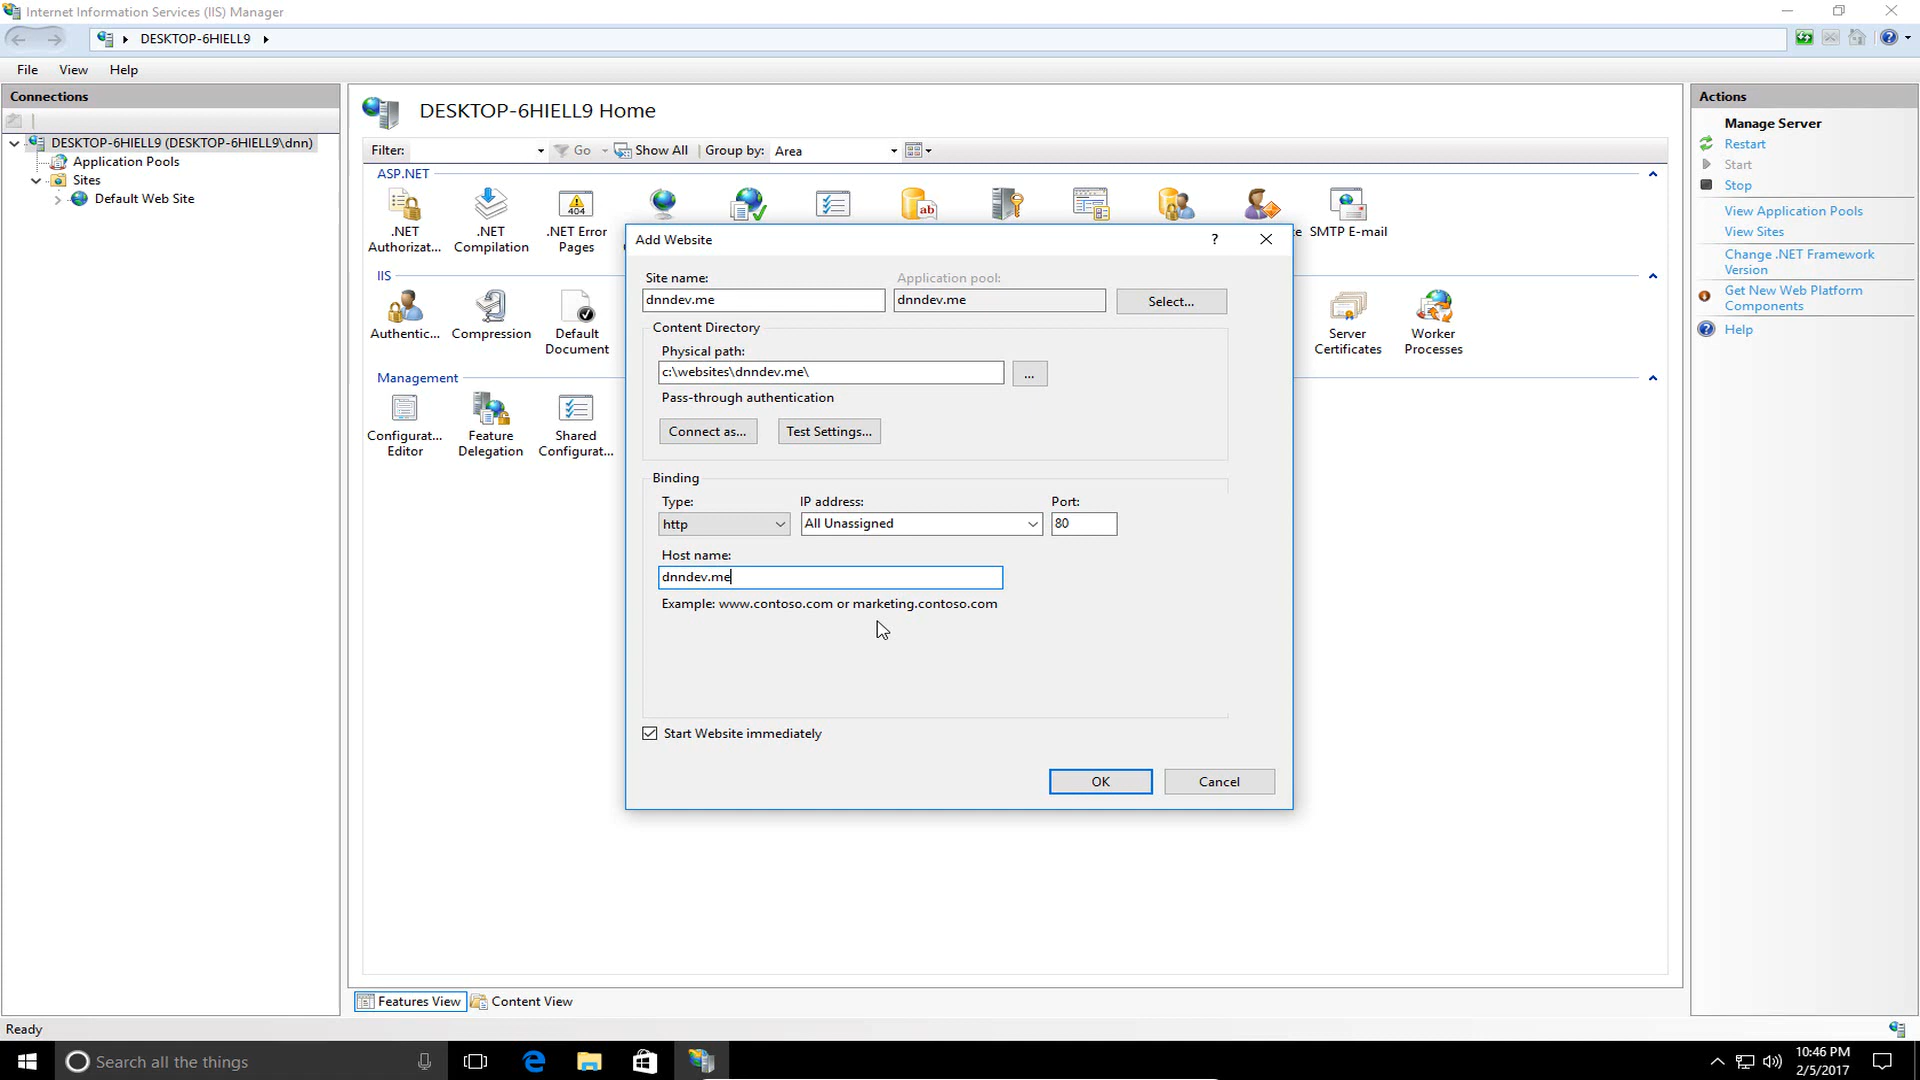 Internet Information Services (IIS) Manager
DESKTOP-6HIELL9
File View Help
Connections
DESKTOP-6HIELL9 (DESKTOP-6HIELL9\dnn)
Application Pools
Sites
Default Web Site
DESKTOP-6HIELL9 Home
Filter: Go Show All Group by: Area
ASP.NET
.NET Authorizat...
.NET Compilation
.NET Error Pages
SMTP E-mail
IIS
Authentic...
Compression
Default Document
Server Certificates
Worker Processes
Management
Configurat... Editor
Feature Delegation
Shared Configurat...
Add Website
?
Site name: Application pool:
dnndev.me dnndev.me Select...
Content Directory
Physical path:
c:\websites\dnndev.me\ ...
Pass-through authentication
Connect as... Test Settings...
Binding
Type: IP address: Port:
http All Unassigned 80
Host name:
dnndev.me
Example: www.contoso.com or marketing.contoso.com
Start Website immediately
OK Cancel
Features View Content View
Actions
Manage Server
Restart
Start
Stop
View Application Pools
View Sites
Change .NET Framework
Version
Get New Web Platform
Components
Help
Ready
Search all the things
10:46 PM
2/5/2017